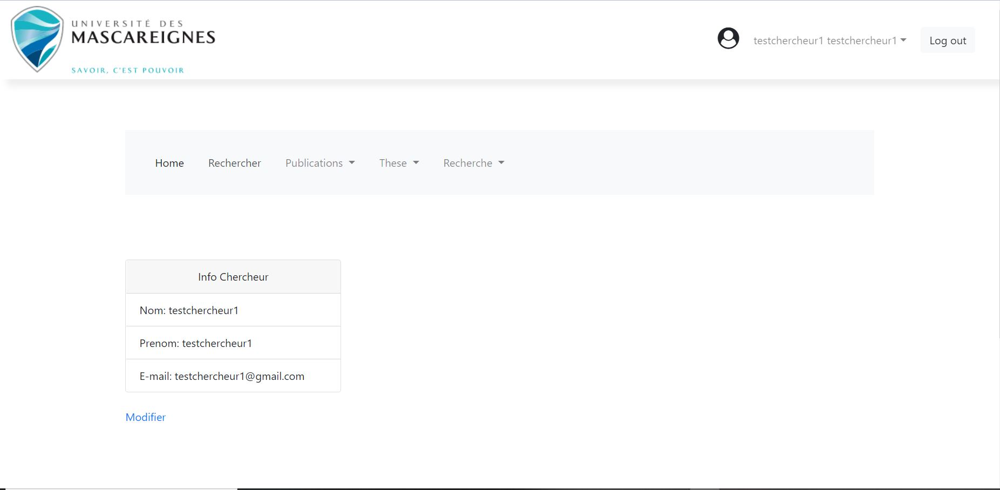 UNIVERSITÉ DES
MASCAREIGNES
SAVOIR, C'EST POUVOIR
testchercheur1 testchercheur1
Log out
Home Rechercher Publications These Recherche
Info Chercheur
Nom: testchercheur1
Prenom: testchercheur1
E-mail: testchercheur1@gmail.com
Modifier